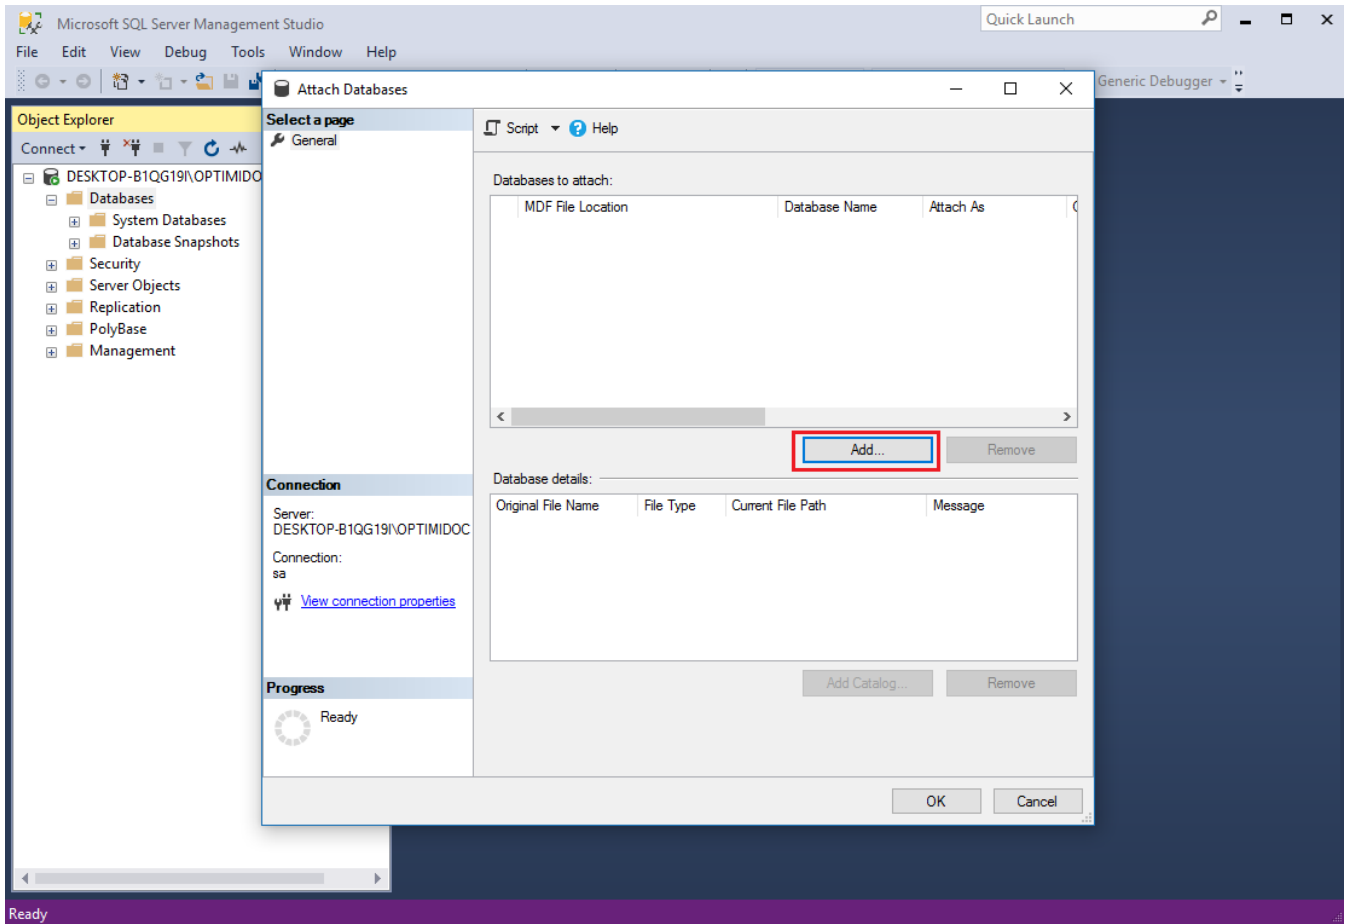 Microsoft SQL Server Management Studio
Quick Launch
File Edit View Debug Tools Window Help
Generic Debugger
Attach Databases
Object Explorer
Connect
DESKTOP-B1QG19I\OPTIMIDO
Databases
System Databases
Database Snapshots
Security
Server Objects
Replication
PolyBase
Management
Select a page
General
Script Help
Databases to attach:
MDF File Location Database Name Attach As
Add... Remove
Connection
Server:
DESKTOP-B1QG19I\OPTIMIDOC
Connection:
sa
View connection properties
Database details:
Original File Name File Type Current File Path Message
Add Catalog... Remove
Progress
Ready
OK Cancel
Ready